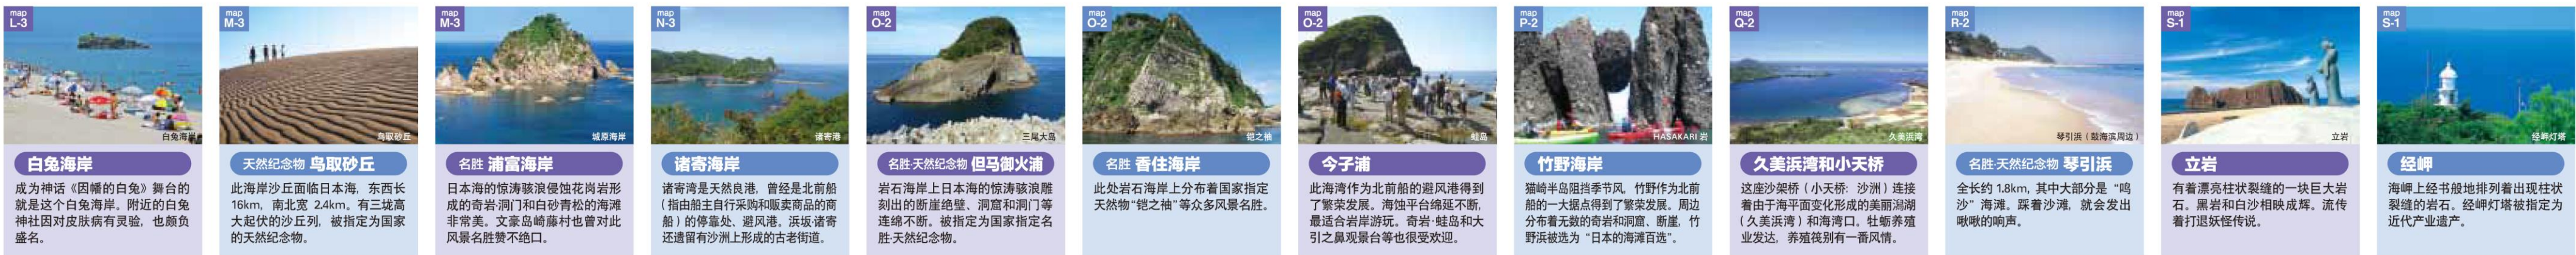 map
L-3
白兔海岸
白兔海岸
成为神话《因幡的白兔》舞台的
就是这个白兔海岸。附近的白兔
神社因对皮肤病有灵验，也颇负
盛名。
map
M-3
鸟取砂丘
天然纪念物 鸟取砂丘
此海岸沙丘面临日本海，东西长
16km，南北宽 2.4km。有三垅高
大起伏的沙丘列，被指定为国家
的天然纪念物。
map
M-3
城原海岸
名胜 浦富海岸
日本海的惊涛骇浪侵蚀花岗岩形
成的奇岩·洞门和白砂青松的海滩
非常美。文豪岛崎藤村也曾对此
风景名胜赞不绝口。
map
N-3
诸寄港
诸寄海岸
诸寄湾是天然良港，曾经是北前船
（指由船主自行采购和贩卖商品的商
船）的停靠处、避风港。浜坂·诸寄
还遗留有沙洲上形成的古老街道。
map
O-2
三尾大岛
名胜·天然纪念物 但马御火浦
岩石海岸上日本海的惊涛骇浪雕
刻出的断崖绝壁、洞窟和洞门等
连绵不断。被指定为国家指定名
胜·天然纪念物。
map
O-2
铠之袖
名胜 香住海岸
此处岩石海岸上分布着国家指定
天然物“铠之袖”等众多风景名胜。
map
O-2
蛙岛
今子浦
此海湾作为北前船的避风港得到
了繁荣发展。海蚀平台绵延不断，
最适合岩岸游玩。奇岩·蛙岛和大
引之鼻观景台等也很受欢迎。
map
P-2
HASAKARI 岩
竹野海岸
猫崎半岛阻挡季节风，竹野作为北前
船的一大据点得到了繁荣发展。周边
分布着无数的奇岩和洞窟、断崖，竹
野浜被选为“日本的海滩百选”。
map
Q-2
久美浜湾
久美浜湾和小天桥
这座沙架桥（小天桥：沙洲）连接
着由于海平面变化形成的美丽潟湖
（久美浜湾）和海湾口。牡蛎养殖
业发达，养殖筏别有一番风情。
map
R-2
琴引浜（鼓海滨周边）
名胜·天然纪念物 琴引浜
全长约 1.8km，其中大部分是“鸣
沙”海滩。踩着沙滩，就会发出
啾啾的响声。
map
S-1
立岩
立岩
有着漂亮柱状裂缝的一块巨大岩
石。黑岩和白沙相映成辉。流传
着打退妖怪传说。
map
S-1
经岬灯塔
经岬
海岬上经书般地排列着出现柱状
裂缝的岩石。经岬灯塔被指定为
近代产业遗产。